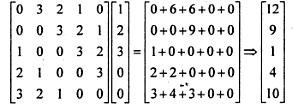 [0 3 2 1 0] [1] [0+6+6+0+0] [12]
[0 0 0 3 2 1] [2] [0+0+9+0+0] [9]
[1 0 0 3 2] [3] = [1+0+0+0+0] ⇒ [1]
[2 1 0 0 3] [0] [2+2+0+0+0] [4]
[3 2 1 0 0] [0] [3+4+3+0+0] [10]